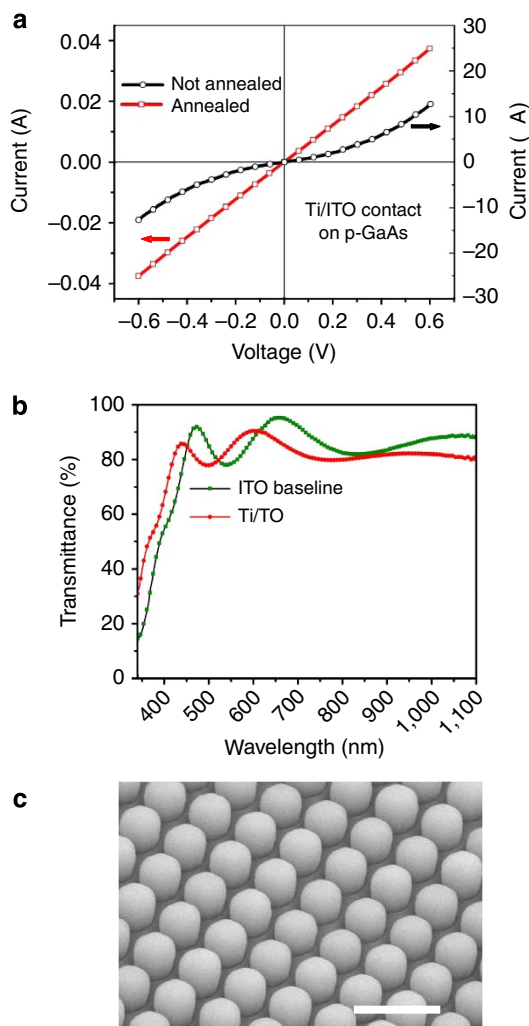 a
0.04
0.02
0.00
−0.02
−0.04
Current (A)
30
20
10
0
−10
−20
−30
Current ( A)
Not annealed
Annealed
Ti/ITO contact
on p-GaAs
−0.6
−0.4
−0.2
0.0
0.2
0.4
0.6
Voltage (V)
b
100
80
60
40
20
0
Transmittance (%)
ITO baseline
Ti/TO
400
500
600
700
800
900
1,000
1,100
Wavelength (nm)
c